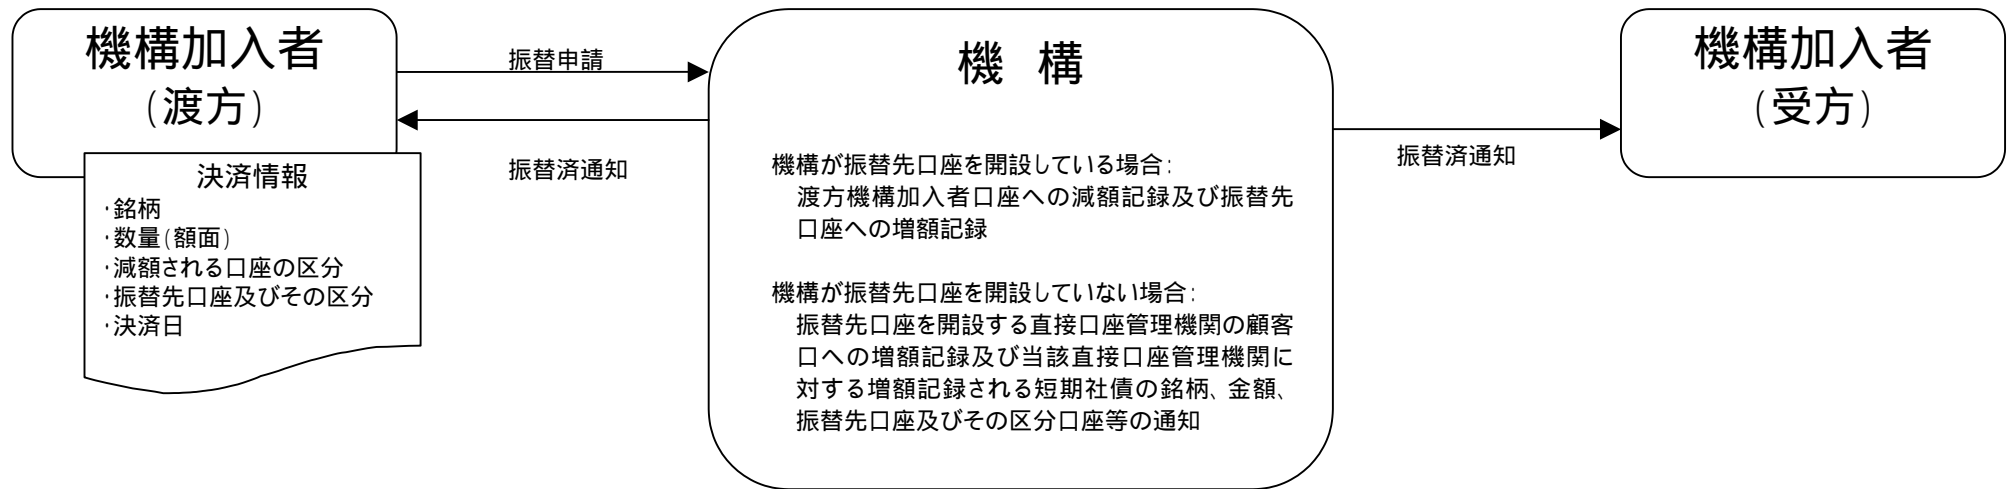 機構加入者
(渡方)
決済情報
・銘柄
・数量(額面)
・減額される口座の区分
・振替先口座及びその区分
・決済日
振替申請
振替済通知
機 構
機構が振替先口座を開設している場合:
渡方機構加入者口座への減額記録及び振替先
口座への増額記録
機構が振替先口座を開設していない場合:
振替先口座を開設する直接口座管理機関の顧客
口への増額記録及び当該直接口座管理機関に
対する増額記録される短期社債の銘柄、金額、
振替先口座及びその区分口座等の通知
振替済通知
機構加入者
(受方)